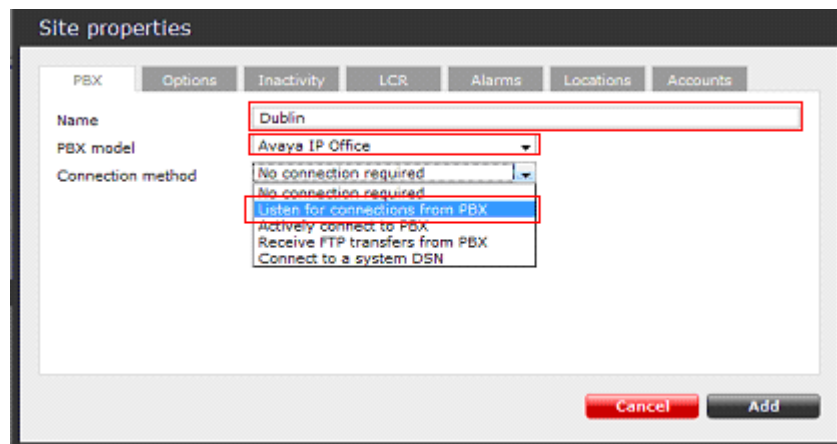 Site properties
PBX Options Inactivity LCR Alarms Locations Accounts
Name Dublin
PBX model Avaya IP Office
Connection method No connection required
No connection required
Listen for connections from PBX
Actively connect to PBX
Receive FTP transfers from PBX
Connect to a system DSN
Cancel Add